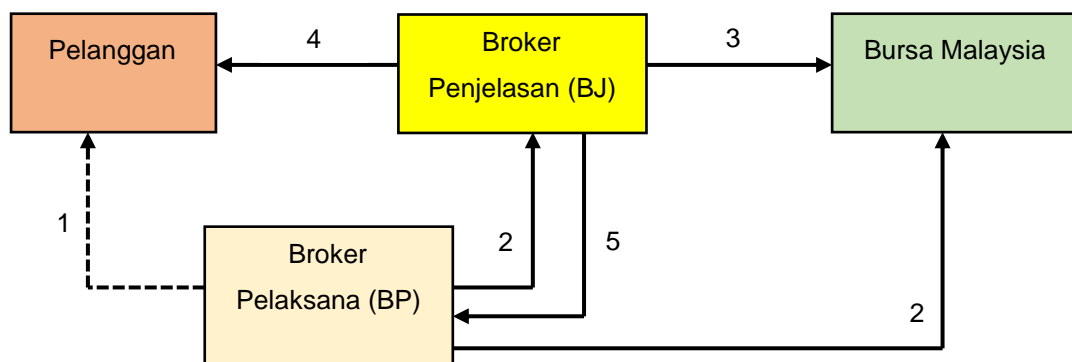 Pelanggan
4
Broker
Penjelasan (BJ)
3
Bursa Malaysia
1
Broker
Pelaksana (BP)
2
5
2